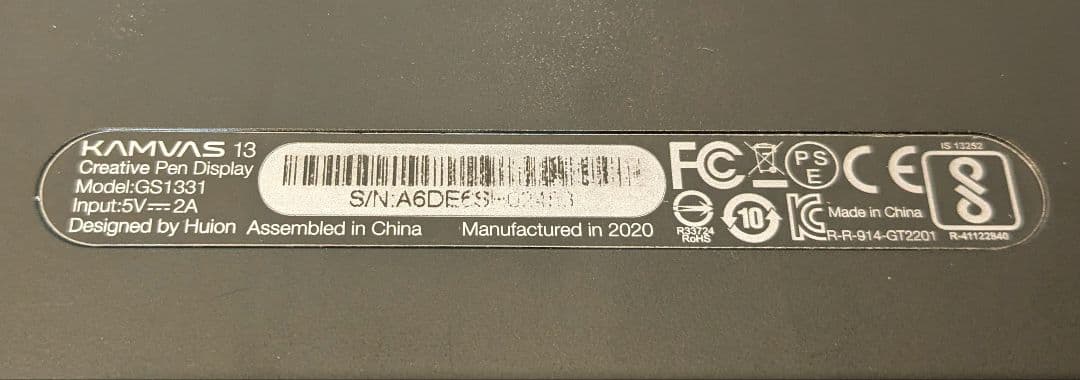 KAMVAS 13
Creative Pen Display
Model:GS1331
Input:5V⎓2A
Designed by Huion Assembled in China Manufactured in 2020
FC
PSE
CE
IS 13252
R33724
RoHS
10
Made in China
R-R-914-GT2201
R-41122840